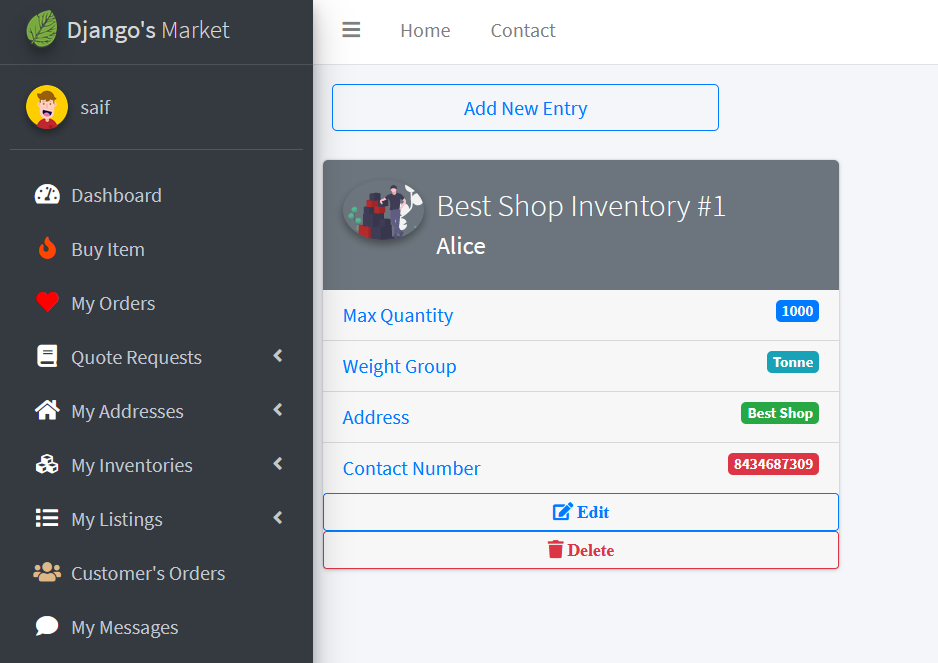 Django's Market
saif
Dashboard
Buy Item
My Orders
Quote Requests
My Addresses
My Inventories
My Listings
Customer's Orders
My Messages
Home
Contact
Add New Entry
Best Shop Inventory #1
Alice
Max Quantity 1000
Weight Group Tonne
Address Best Shop
Contact Number 8434687309
Edit
Delete